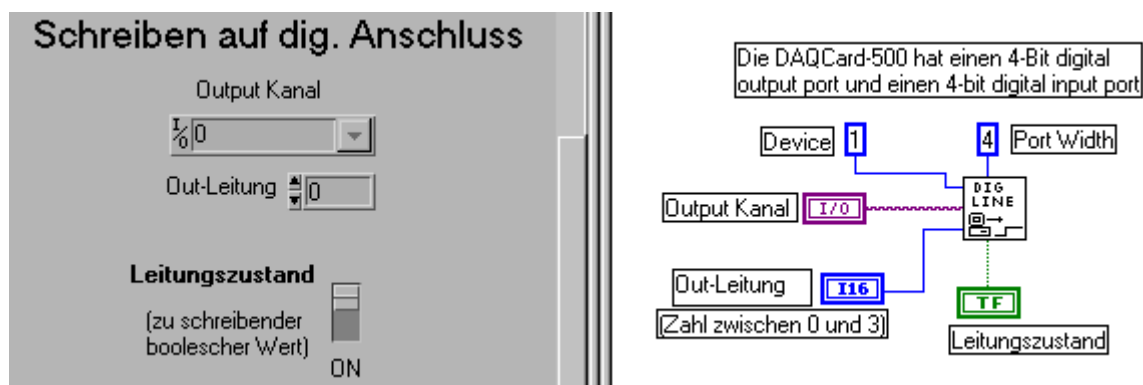 Schreiben auf dig. Anschluss
Output Kanal
I/O 0
Out-Leitung 0
Leitungszustand
(zu schreibender
boolescher Wert)
ON
Die DAQCard-500 hat einen 4-Bit digital
output port und einen 4-bit digital input port
Device 1
4 Port Width
DIG
LINE
Output Kanal I/O
Out-Leitung I16
(Zahl zwischen 0 und 3)
TF
Leitungszustand